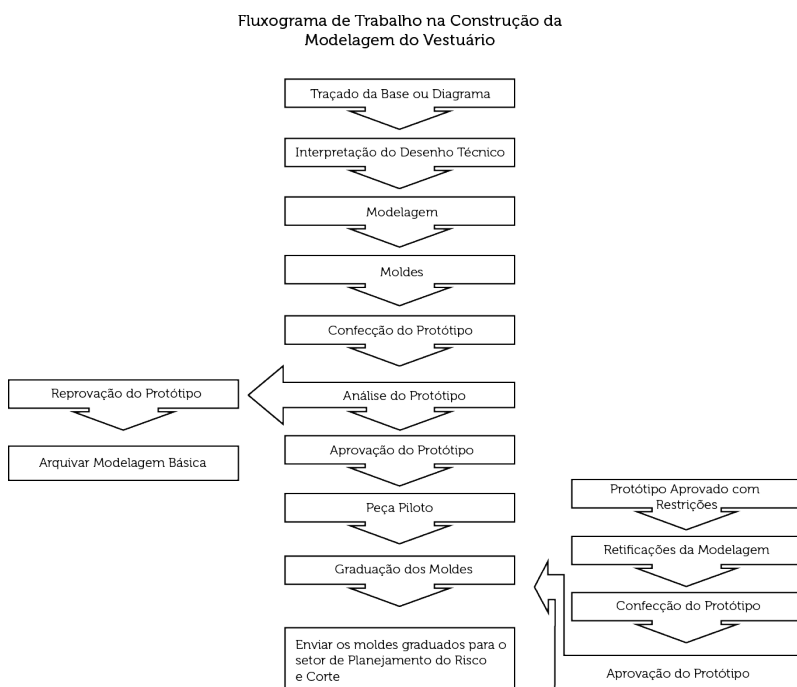 Fluxograma de Trabalho na Construção da
Modelagem do Vestuário
Traçado da Base ou Diagrama
Interpretação do Desenho Técnico
Modelagem
Moldes
Confecção do Protótipo
Reprovação do Protótipo
Análise do Protótipo
Arquivar Modelagem Básica
Aprovação do Protótipo
Peça Piloto
Graduação dos Moldes
Enviar os moldes graduados para o
setor de Planejamento do Risco
e Corte
Protótipo Aprovado com
Restrições
Retificações da Modelagem
Confecção do Protótipo
Aprovação do Protótipo